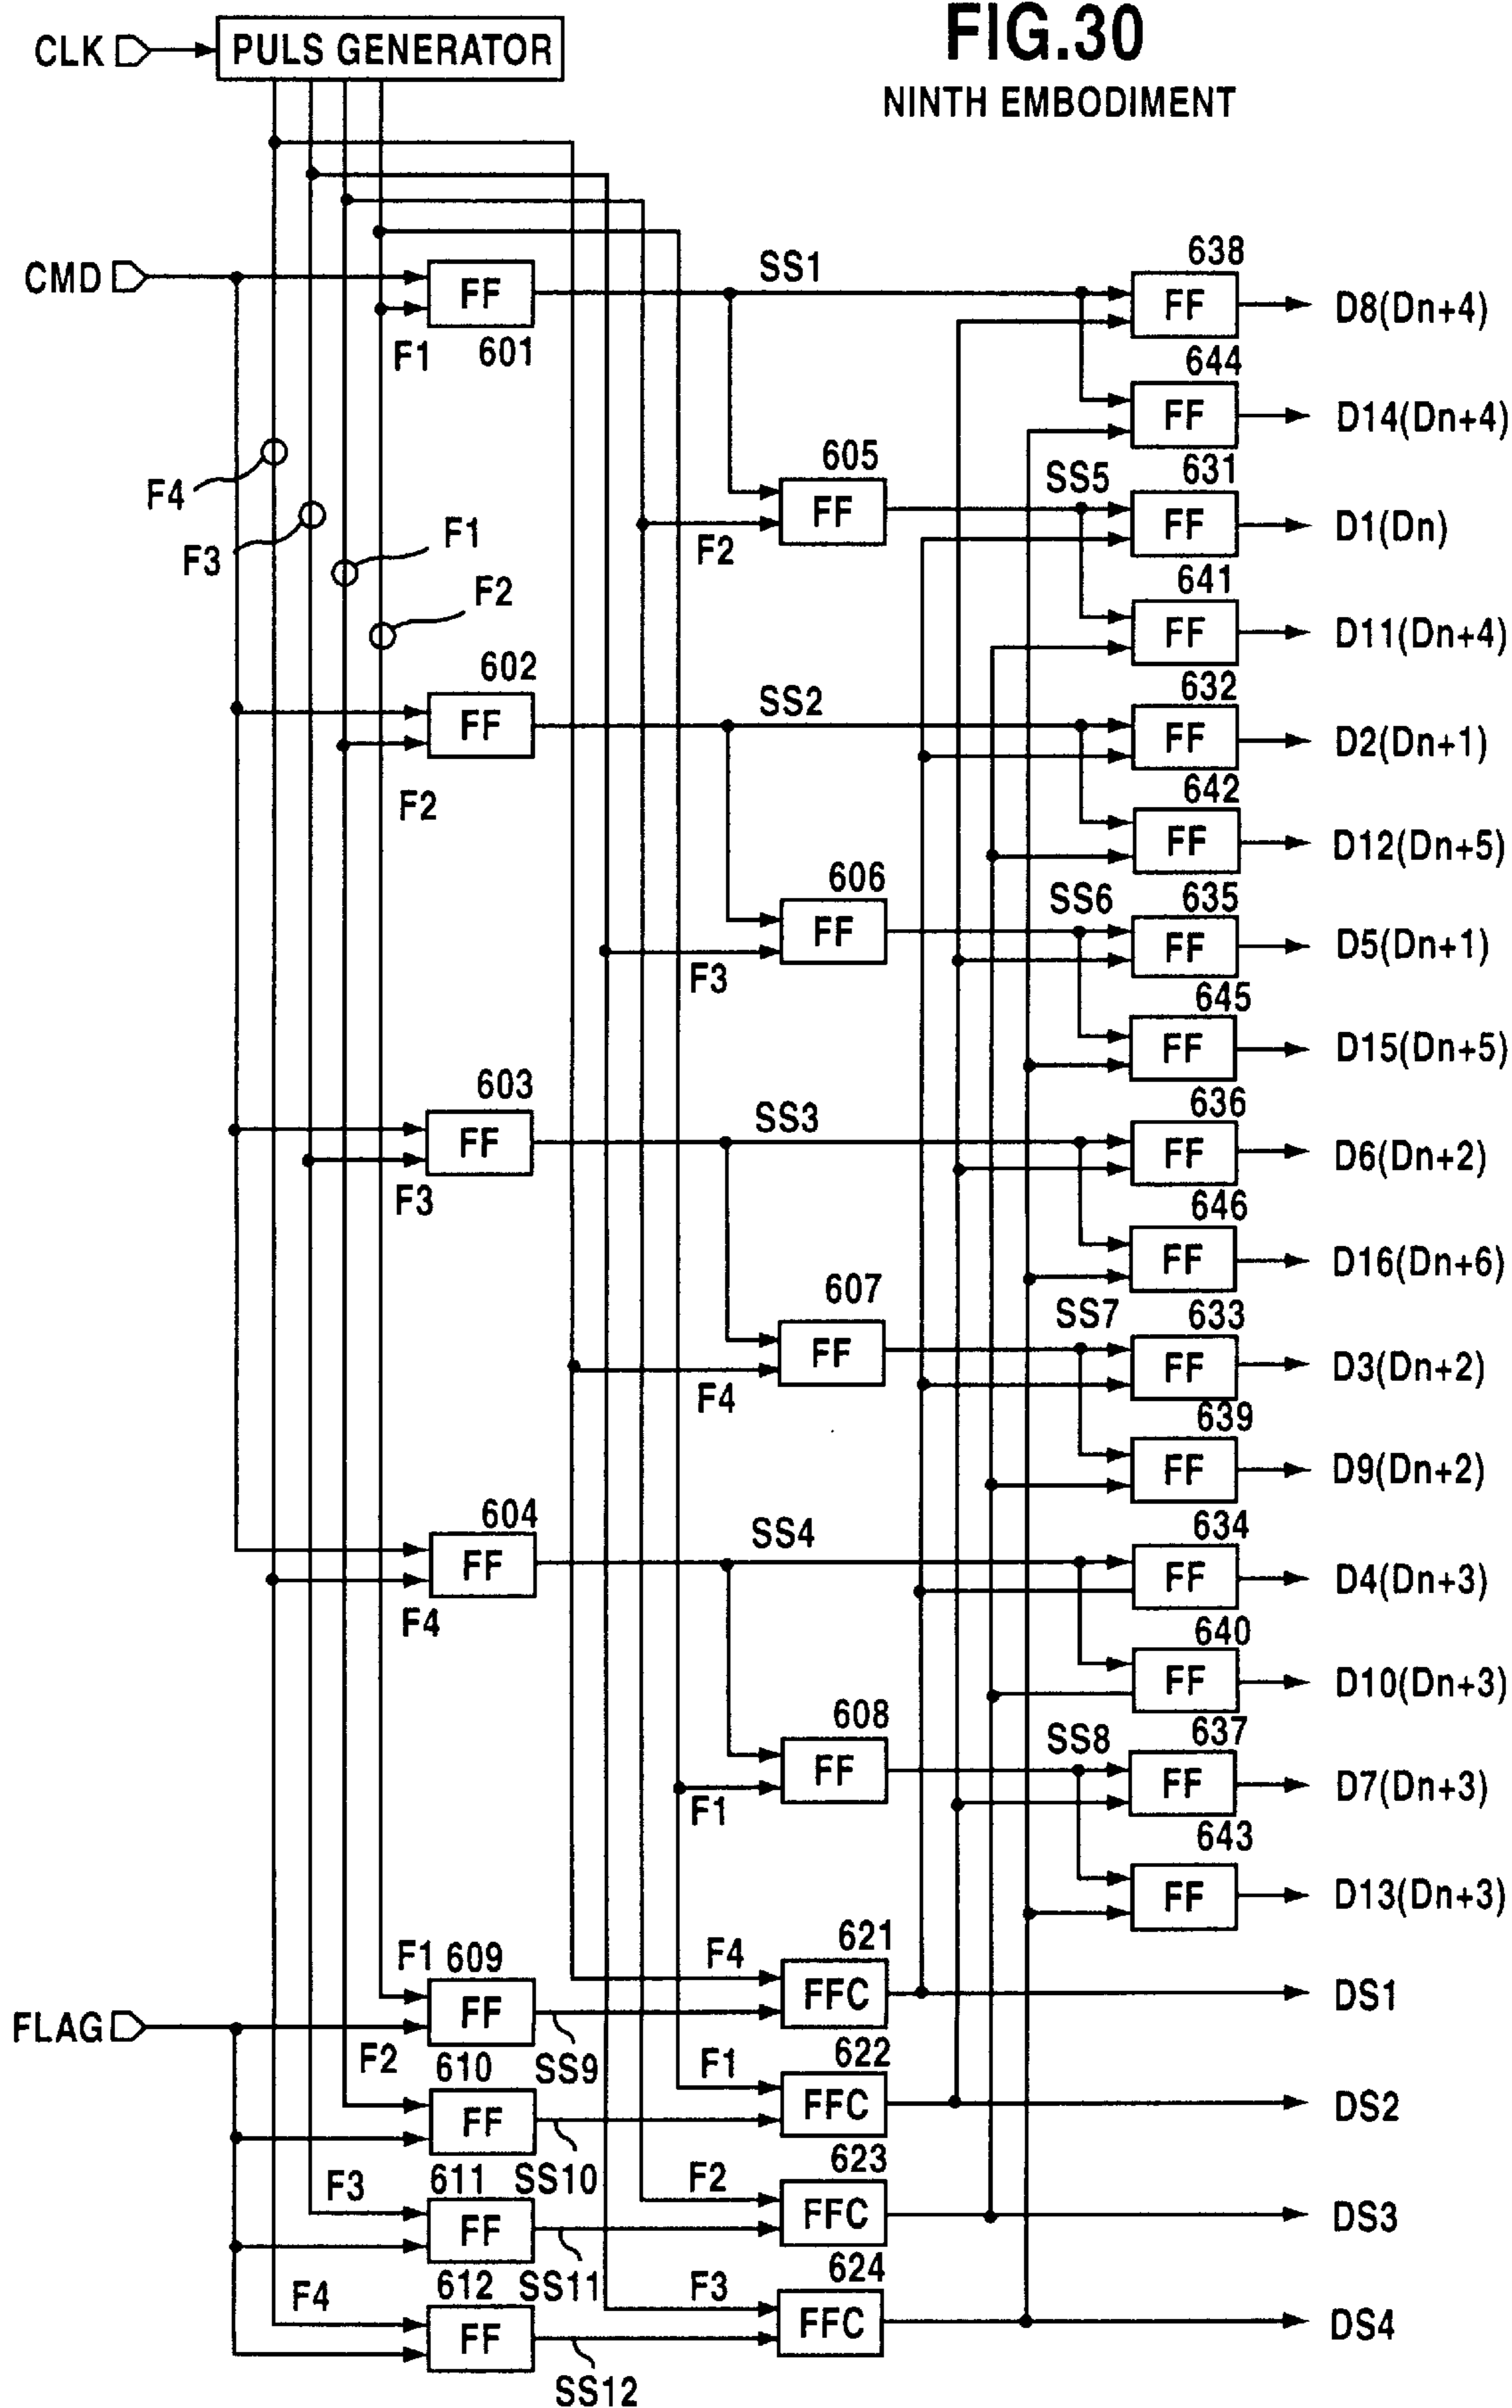 FIG.30
NINTH EMBODIMENT
CLK
PULS GENERATOR
CMD
FF
601
F1
SS1
638
FF
D8(Dn+4)
644
FF
D14(Dn+4)
F4
F3
F1
F2
605
FF
F2
SS5
631
FF
D1(Dn)
641
FF
D11(Dn+4)
602
FF
F2
SS2
632
FF
D2(Dn+1)
642
FF
D12(Dn+5)
606
FF
F3
SS6
635
FF
D5(Dn+1)
645
FF
D15(Dn+5)
603
FF
F3
SS3
636
FF
D6(Dn+2)
646
FF
D16(Dn+6)
607
FF
F4
SS7
633
FF
D3(Dn+2)
639
FF
D9(Dn+2)
604
FF
F4
SS4
634
FF
D4(Dn+3)
640
FF
D10(Dn+3)
608
FF
F1
SS8
637
FF
D7(Dn+3)
643
FF
D13(Dn+3)
FLAG
F1 609
FF
SS9
F4
621
FFC
DS1
F2
610
FF
SS10
F1
622
FFC
DS2
F3
611
FF
SS11
F2
623
FFC
DS3
F4
612
FF
SS12
F3
624
FFC
DS4